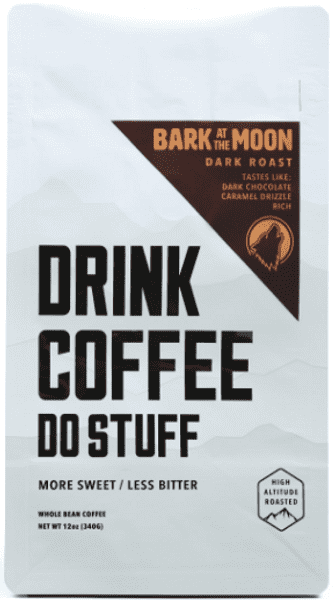 BARK AT THE MOON
DARK ROAST
TASTES LIKE:
DARK CHOCOLATE
CARAMEL DRIZZLE
RICH
DRINK
COFFEE
DO STUFF
MORE SWEET / LESS BITTER
WHOLE BEAN COFFEE
NET WT 12oz (340G)
HIGH
ALTITUDE
ROASTED